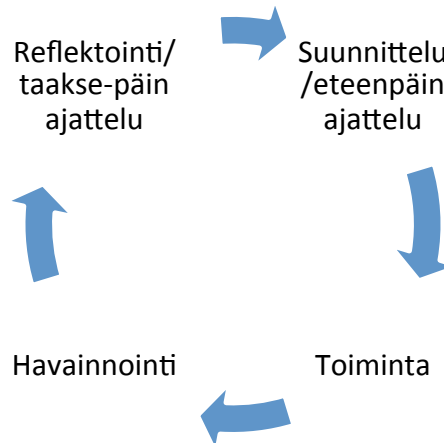 Reflektointi/
taakse-päin
ajattelu
Suunnittelu
/eteenpäin
ajattelu
Havainnointi
Toiminta